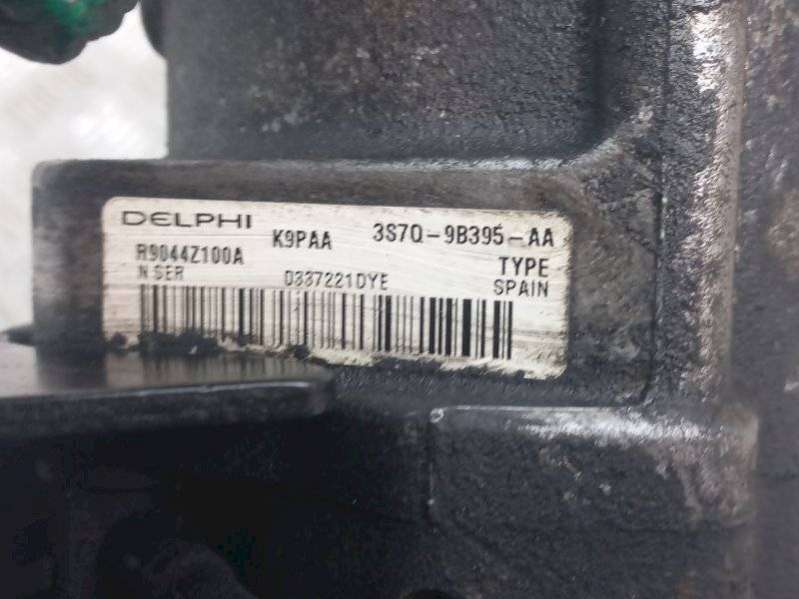 DELPHI K9PAA 3S7Q-9B395-AA
R9044Z100A TYPE
N SER D337221DYE SPAIN